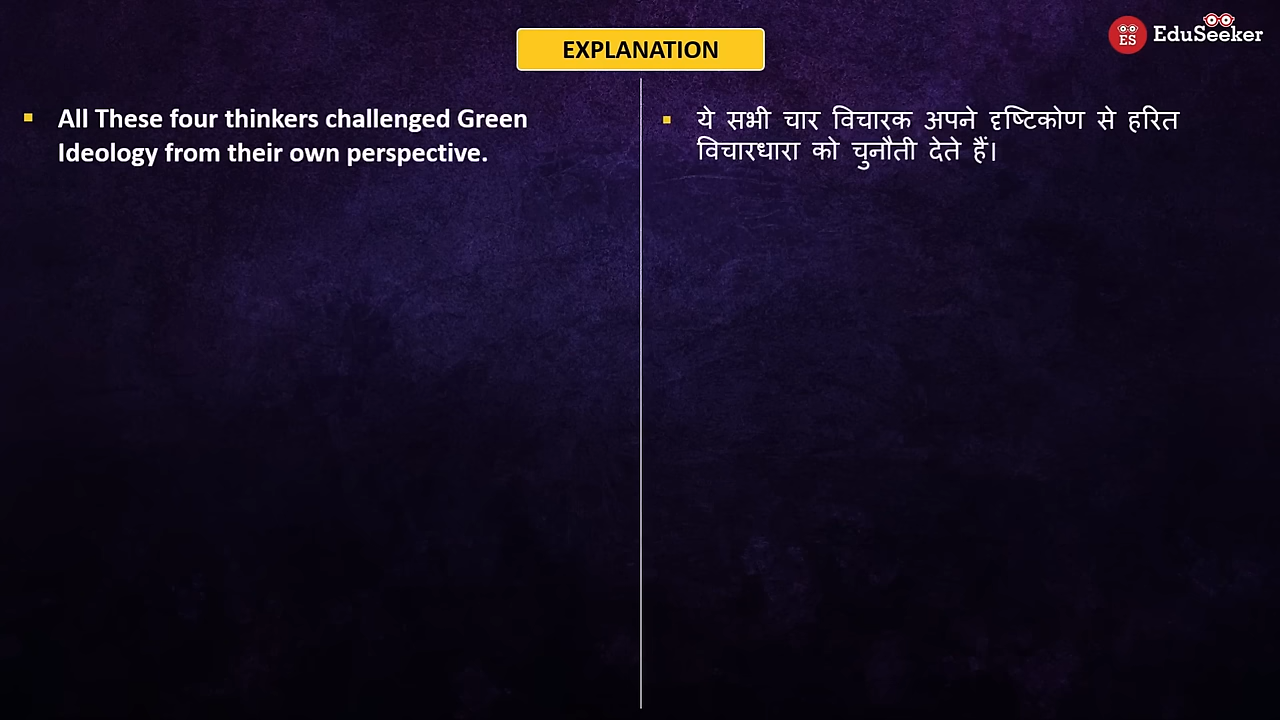 EXPLANATION
ES EduSeeker
All These four thinkers challenged Green
Ideology from their own perspective.
ये सभी चार विचारक अपने दृष्टिकोण से हरित
विचारधारा को चुनौती देते हैं।